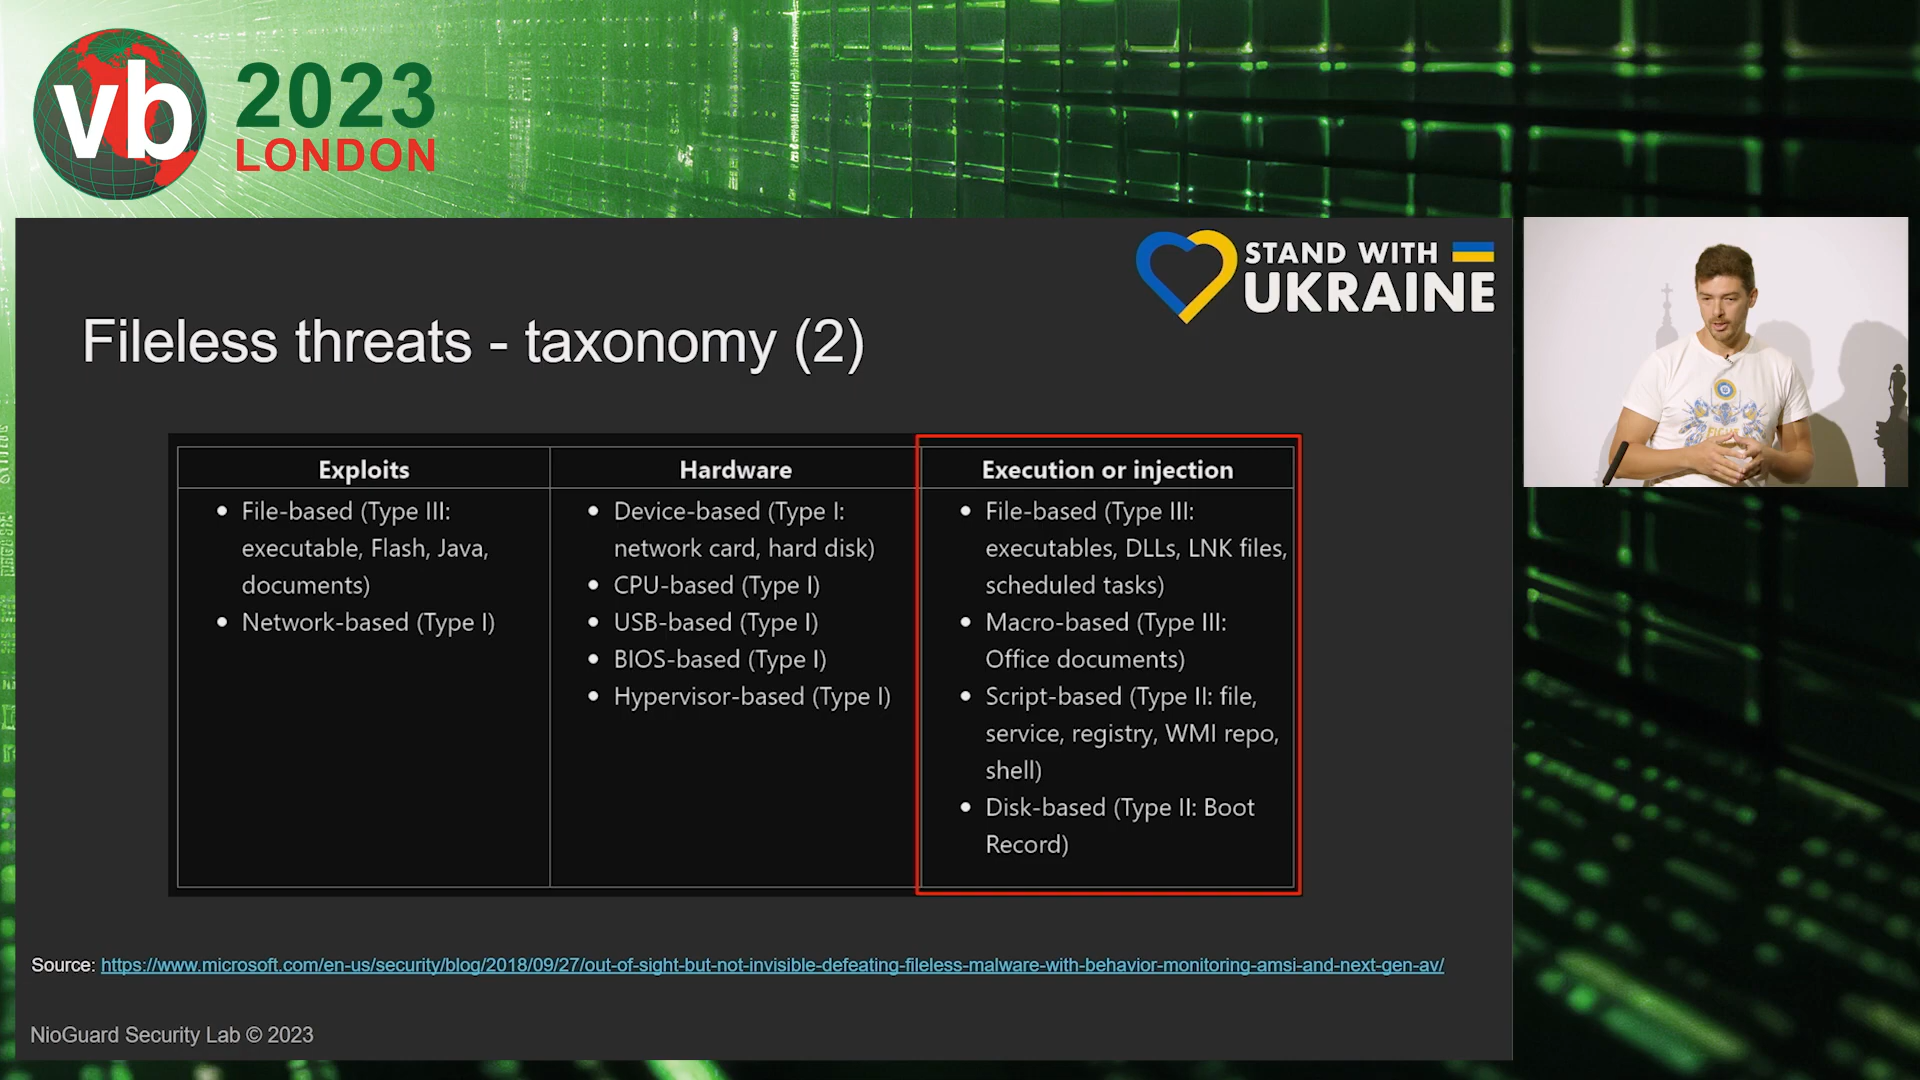 vb
2023
LONDON
STAND WITH
UKRAINE
Fileless threats - taxonomy (2)
Exploits
• File-based (Type III:
executable, Flash, Java,
documents)
• Network-based (Type I)
Hardware
• Device-based (Type I:
network card, hard disk)
• CPU-based (Type I)
• USB-based (Type I)
• BIOS-based (Type I)
• Hypervisor-based (Type I)
Execution or injection
• File-based (Type III:
executables, DLLs, LNK files,
scheduled tasks)
• Macro-based (Type III:
Office documents)
• Script-based (Type II: file,
service, registry, WMI repo,
shell)
• Disk-based (Type II: Boot
Record)
Source: https://www.microsoft.com/en-us/security/blog/2018/09/27/out-of-sight-but-not-invisible-defeating-fileless-malware-with-behavior-monitoring-amsi-and-next-gen-av/
NioGuard Security Lab © 2023